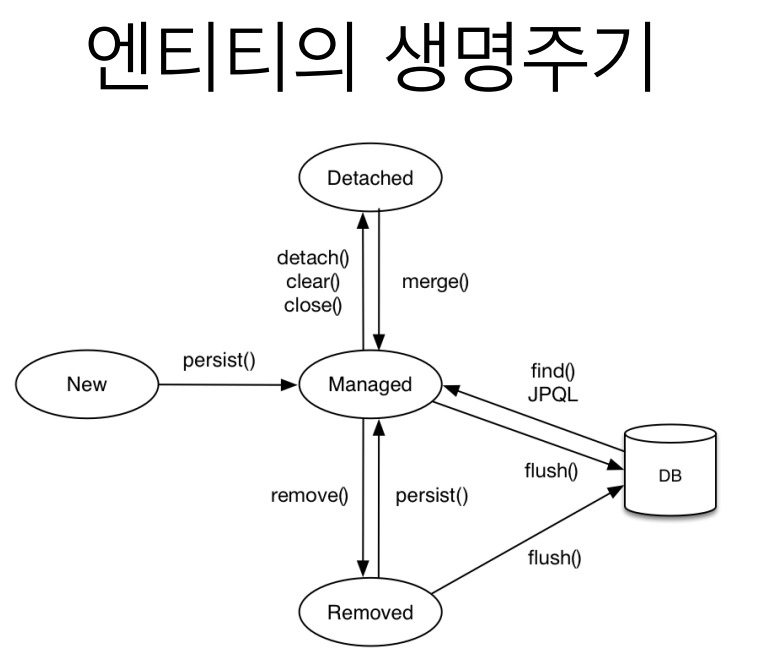 엔티티의 생명주기
Detached
detach()
clear()
close()
merge()
New
persist()
Managed
find()
JPQL
flush()
DB
remove()
persist()
flush()
Removed